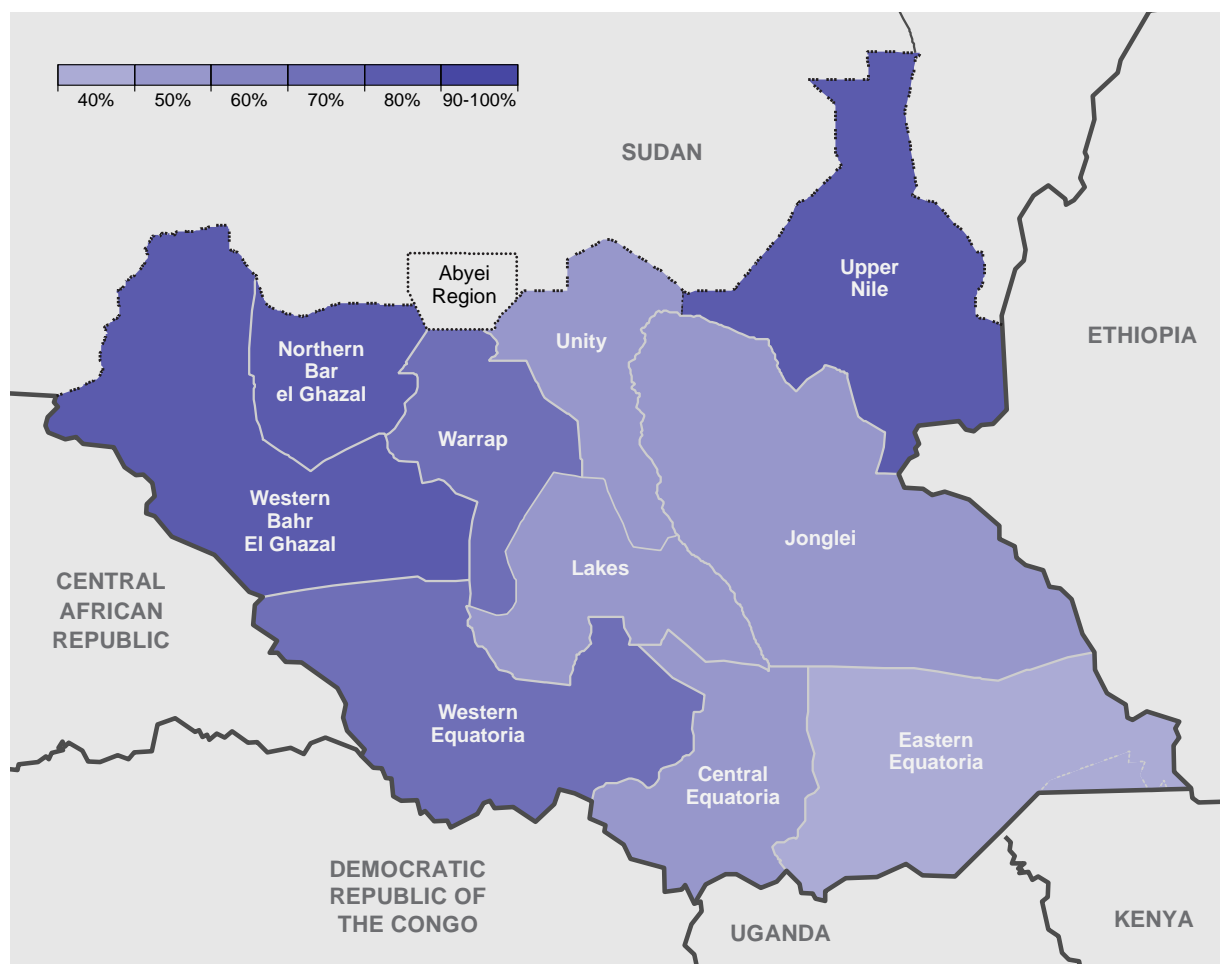 40% 50% 60% 70% 80% 90-100%
SUDAN
Abyei
Region
Upper
Nile
ETHIOPIA
Northern
Bar
el Ghazal
Unity
Warrap
Western
Bahr
El Ghazal
Jonglei
Lakes
CENTRAL
AFRICAN
REPUBLIC
Western
Equatoria
Eastern
Equatoria
Central
Equatoria
DEMOCRATIC
REPUBLIC OF
THE CONGO
UGANDA
KENYA